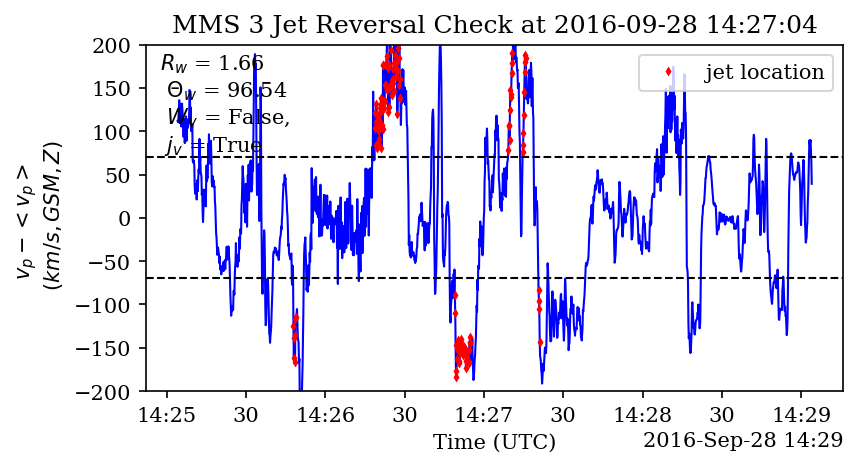 MMS 3 Jet Reversal Check at 2016-09-28 14:27:04
R_w = 1.66
Θ_w = 96.54
W_v = False,
j_v = True
jet location
v_p − < v_p >
(km/s, GSM, Z)
200
150
100
50
0
−50
−100
−150
−200
14:25 30 14:26 30 14:27 30 14:28 30 14:29
Time (UTC)
2016-Sep-28 14:29